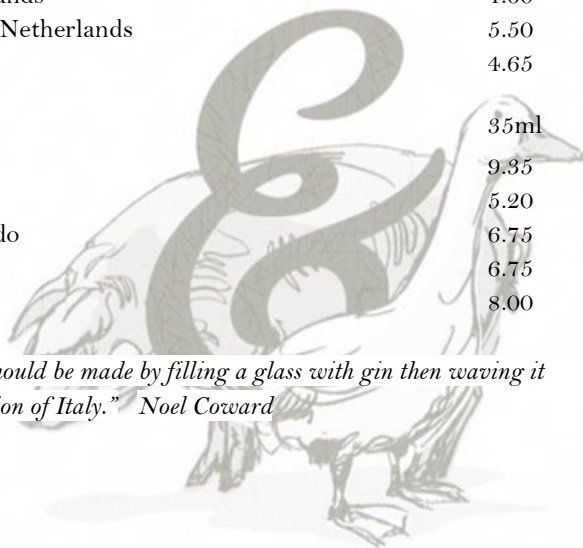 Netherlands 5.50
4.65
35ml
9.35
5.20
6.75
6.75
8.00
&
ould be made by filling a glass with gin then waving it
on of Italy.” Noel Coward